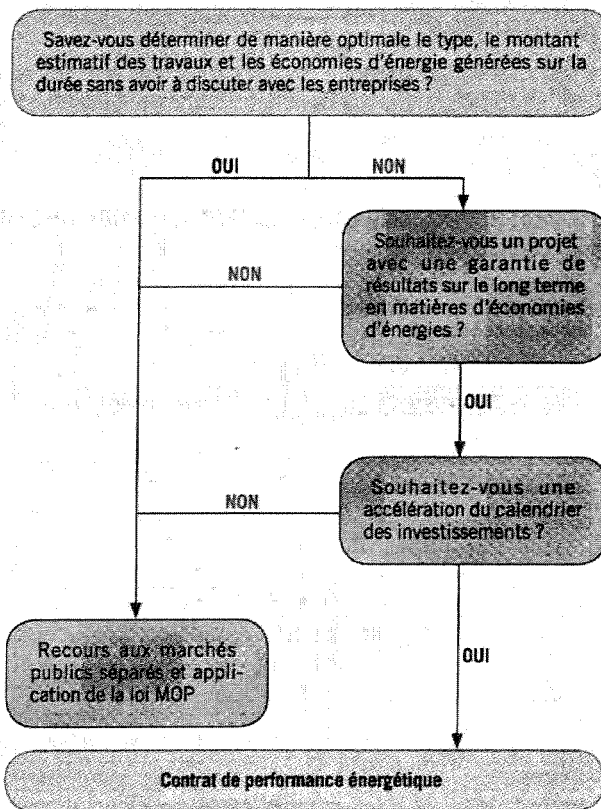 Savez-vous déterminer de manière optimale le type, le montant
estimatif des travaux et les économies d'énergie générées sur la
durée sans avoir à discuter avec les entreprises ?
OUI
NON
Souhaitez-vous un projet
avec une garantie de
résultats sur le long terme
en matières d'économies
d'énergies ?
NON
OUI
Souhaitez-vous une
accélération du calendrier
des investissements ?
NON
OUI
Recours aux marchés
publics séparés et appli-
cation de la loi MOP
Contrat de performance énergétique